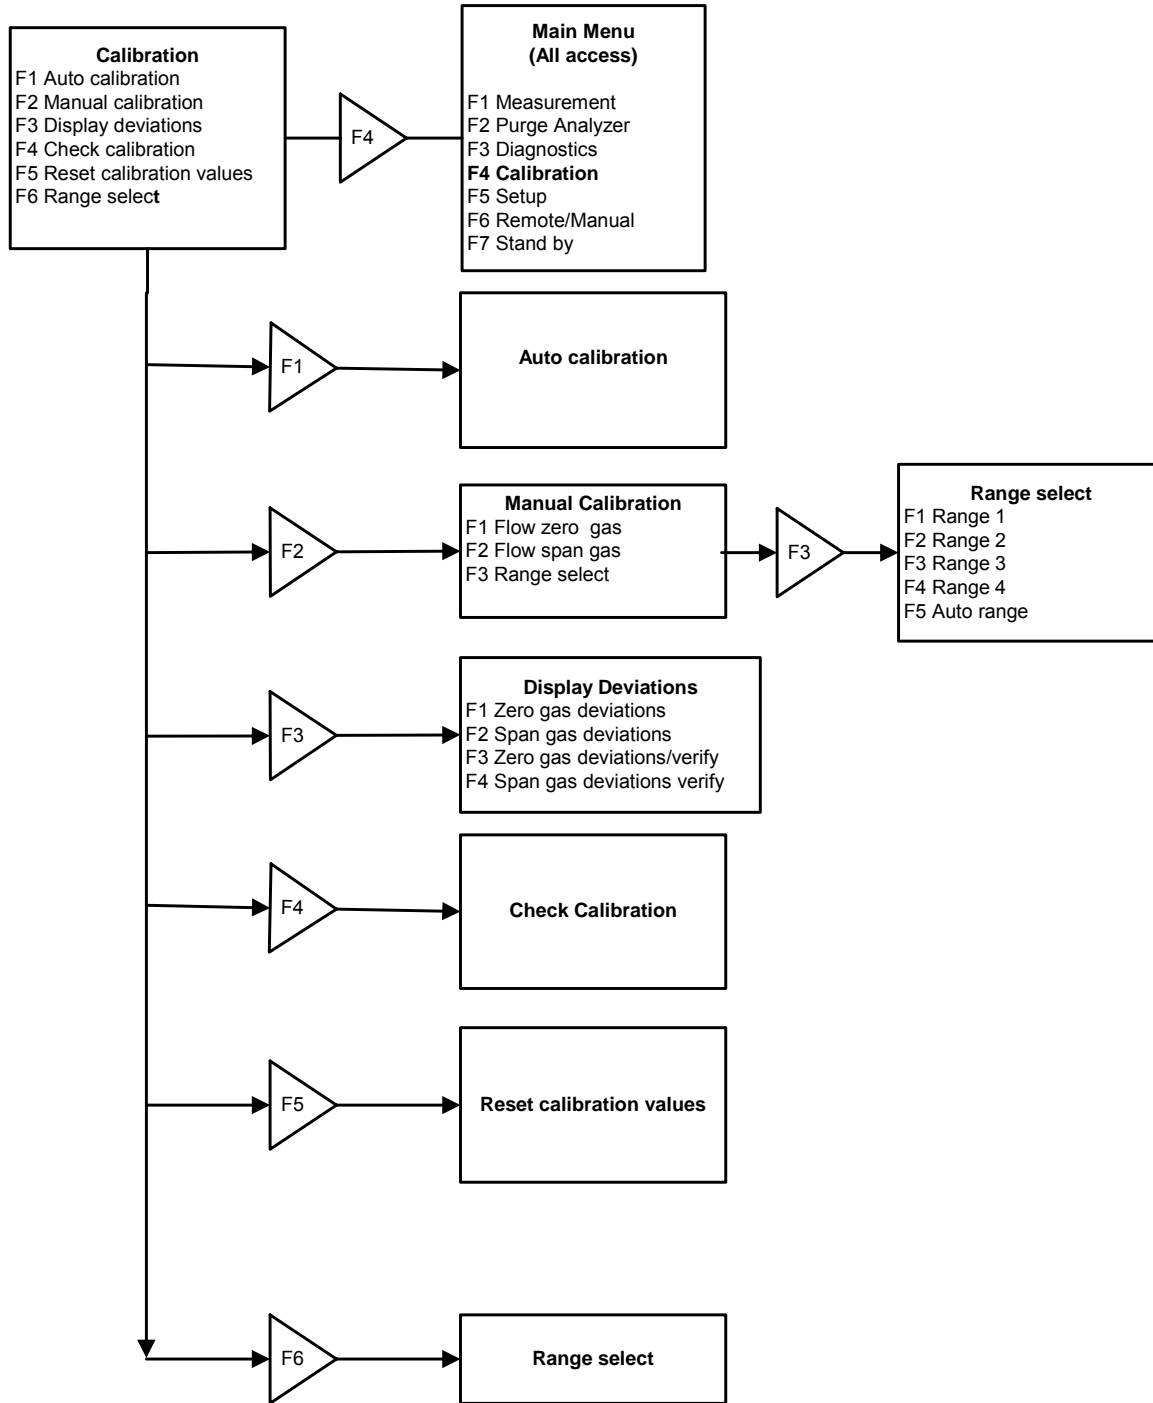 Calibration
F1 Auto calibration
F2 Manual calibration
F3 Display deviations
F4 Check calibration
F5 Reset calibration values
F6 Range select
F4
Main Menu
(All access)
F1 Measurement
F2 Purge Analyzer
F3 Diagnostics
F4 Calibration
F5 Setup
F6 Remote/Manual
F7 Stand by
F1
Auto calibration
F2
Manual Calibration
F1 Flow zero  gas
F2 Flow span gas
F3 Range select
F3
Range select
F1 Range 1
F2 Range 2
F3 Range 3
F4 Range 4
F5 Auto range
F3
Display Deviations
F1 Zero gas deviations
F2 Span gas deviations
F3 Zero gas deviations/verify
F4 Span gas deviations verify
F4
Check Calibration
F5
Reset calibration values
F6
Range select